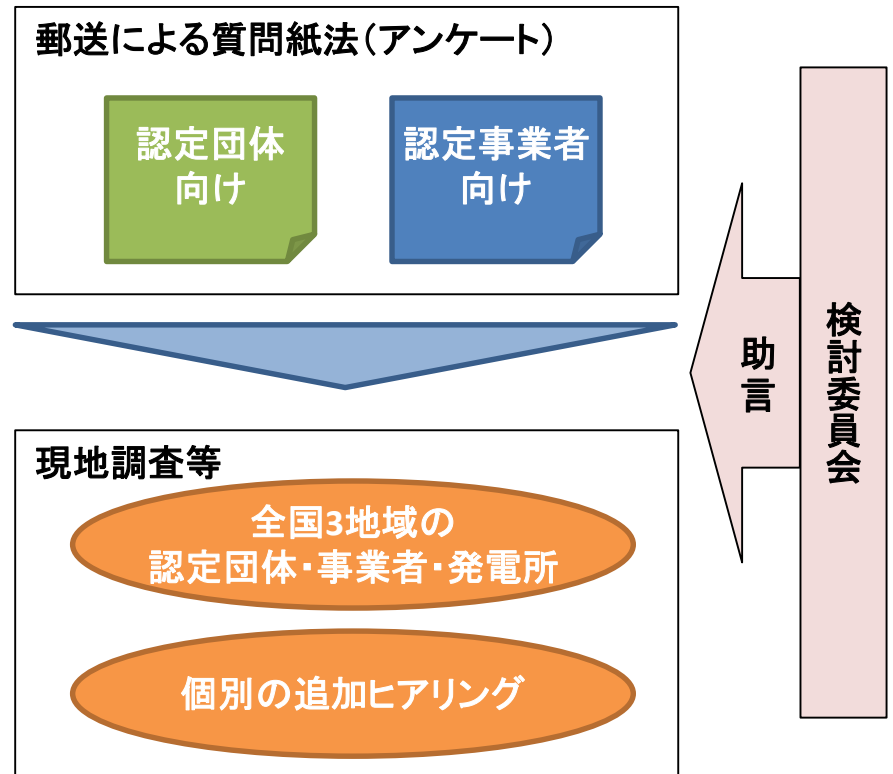 郵送による質問紙法(アンケート)
認定団体
向け
認定事業者
向け
助言
検討委員会
現地調査等
全国3地域の
認定団体・事業者・発電所
個別の追加ヒアリング